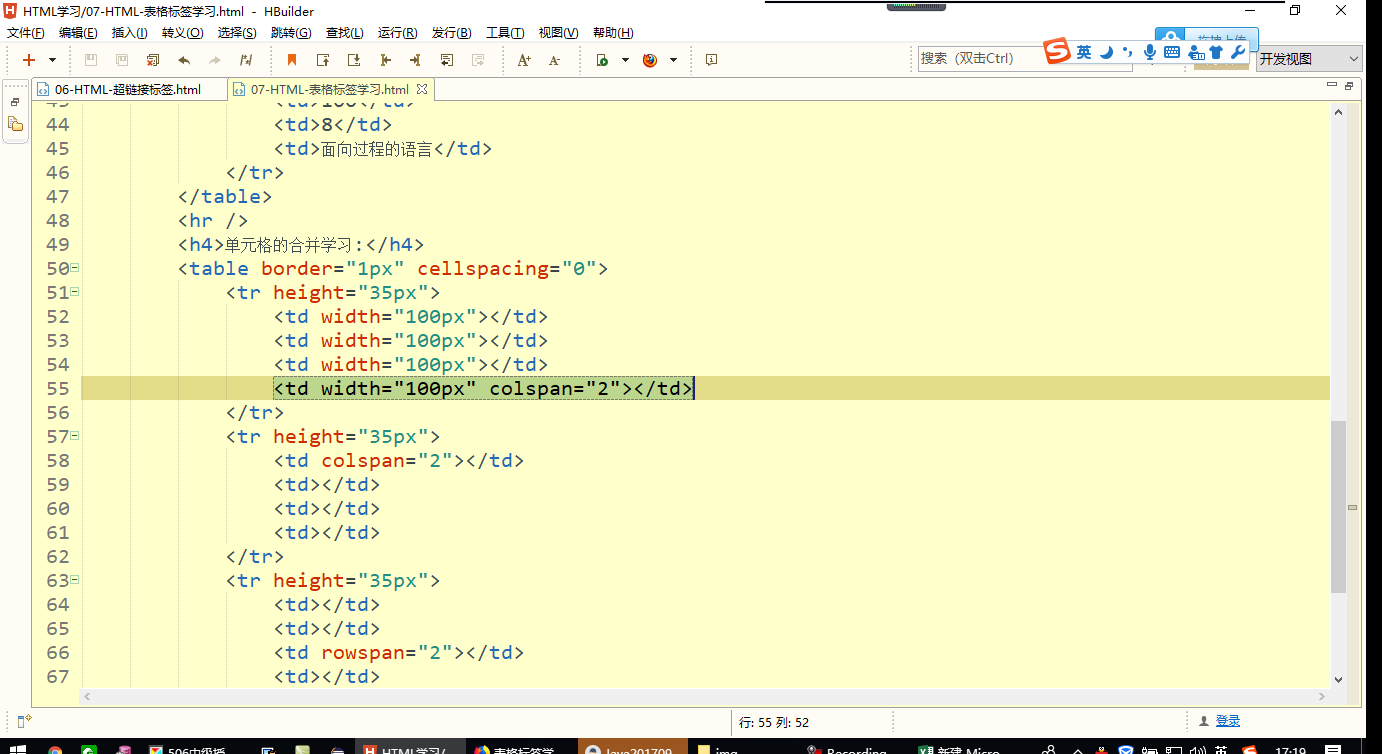 HTML学习/07-HTML-表格标签学习.html - HBuilder
文件(F) 编辑(E) 插入(I) 转义(O) 选择(S) 跳转(G) 查找(L) 运行(R) 发行(B) 工具(T) 视图(V) 帮助(H)
搜索（双击Ctrl） 英 开发视图
06-HTML-超链接标签.html 07-HTML-表格标签学习.html
44 <td>8</td>
45 <td>面向过程的语言</td>
46 </tr>
47 </table>
48 <hr />
49 <h4>单元格的合并学习:</h4>
50 <table border="1px" cellspacing="0">
51 <tr height="35px">
52 <td width="100px"></td>
53 <td width="100px"></td>
54 <td width="100px"></td>
55 <td width="100px" colspan="2"></td>
56 </tr>
57 <tr height="35px">
58 <td colspan="2"></td>
59 <td></td>
60 <td></td>
61 <td></td>
62 </tr>
63 <tr height="35px">
64 <td></td>
65 <td></td>
66 <td rowspan="2"></td>
67 <td></td>
行: 55 列: 52 登录
HTML学习/ 表格标签学 Java201709 img Recording 新建 Micro 英 17:19